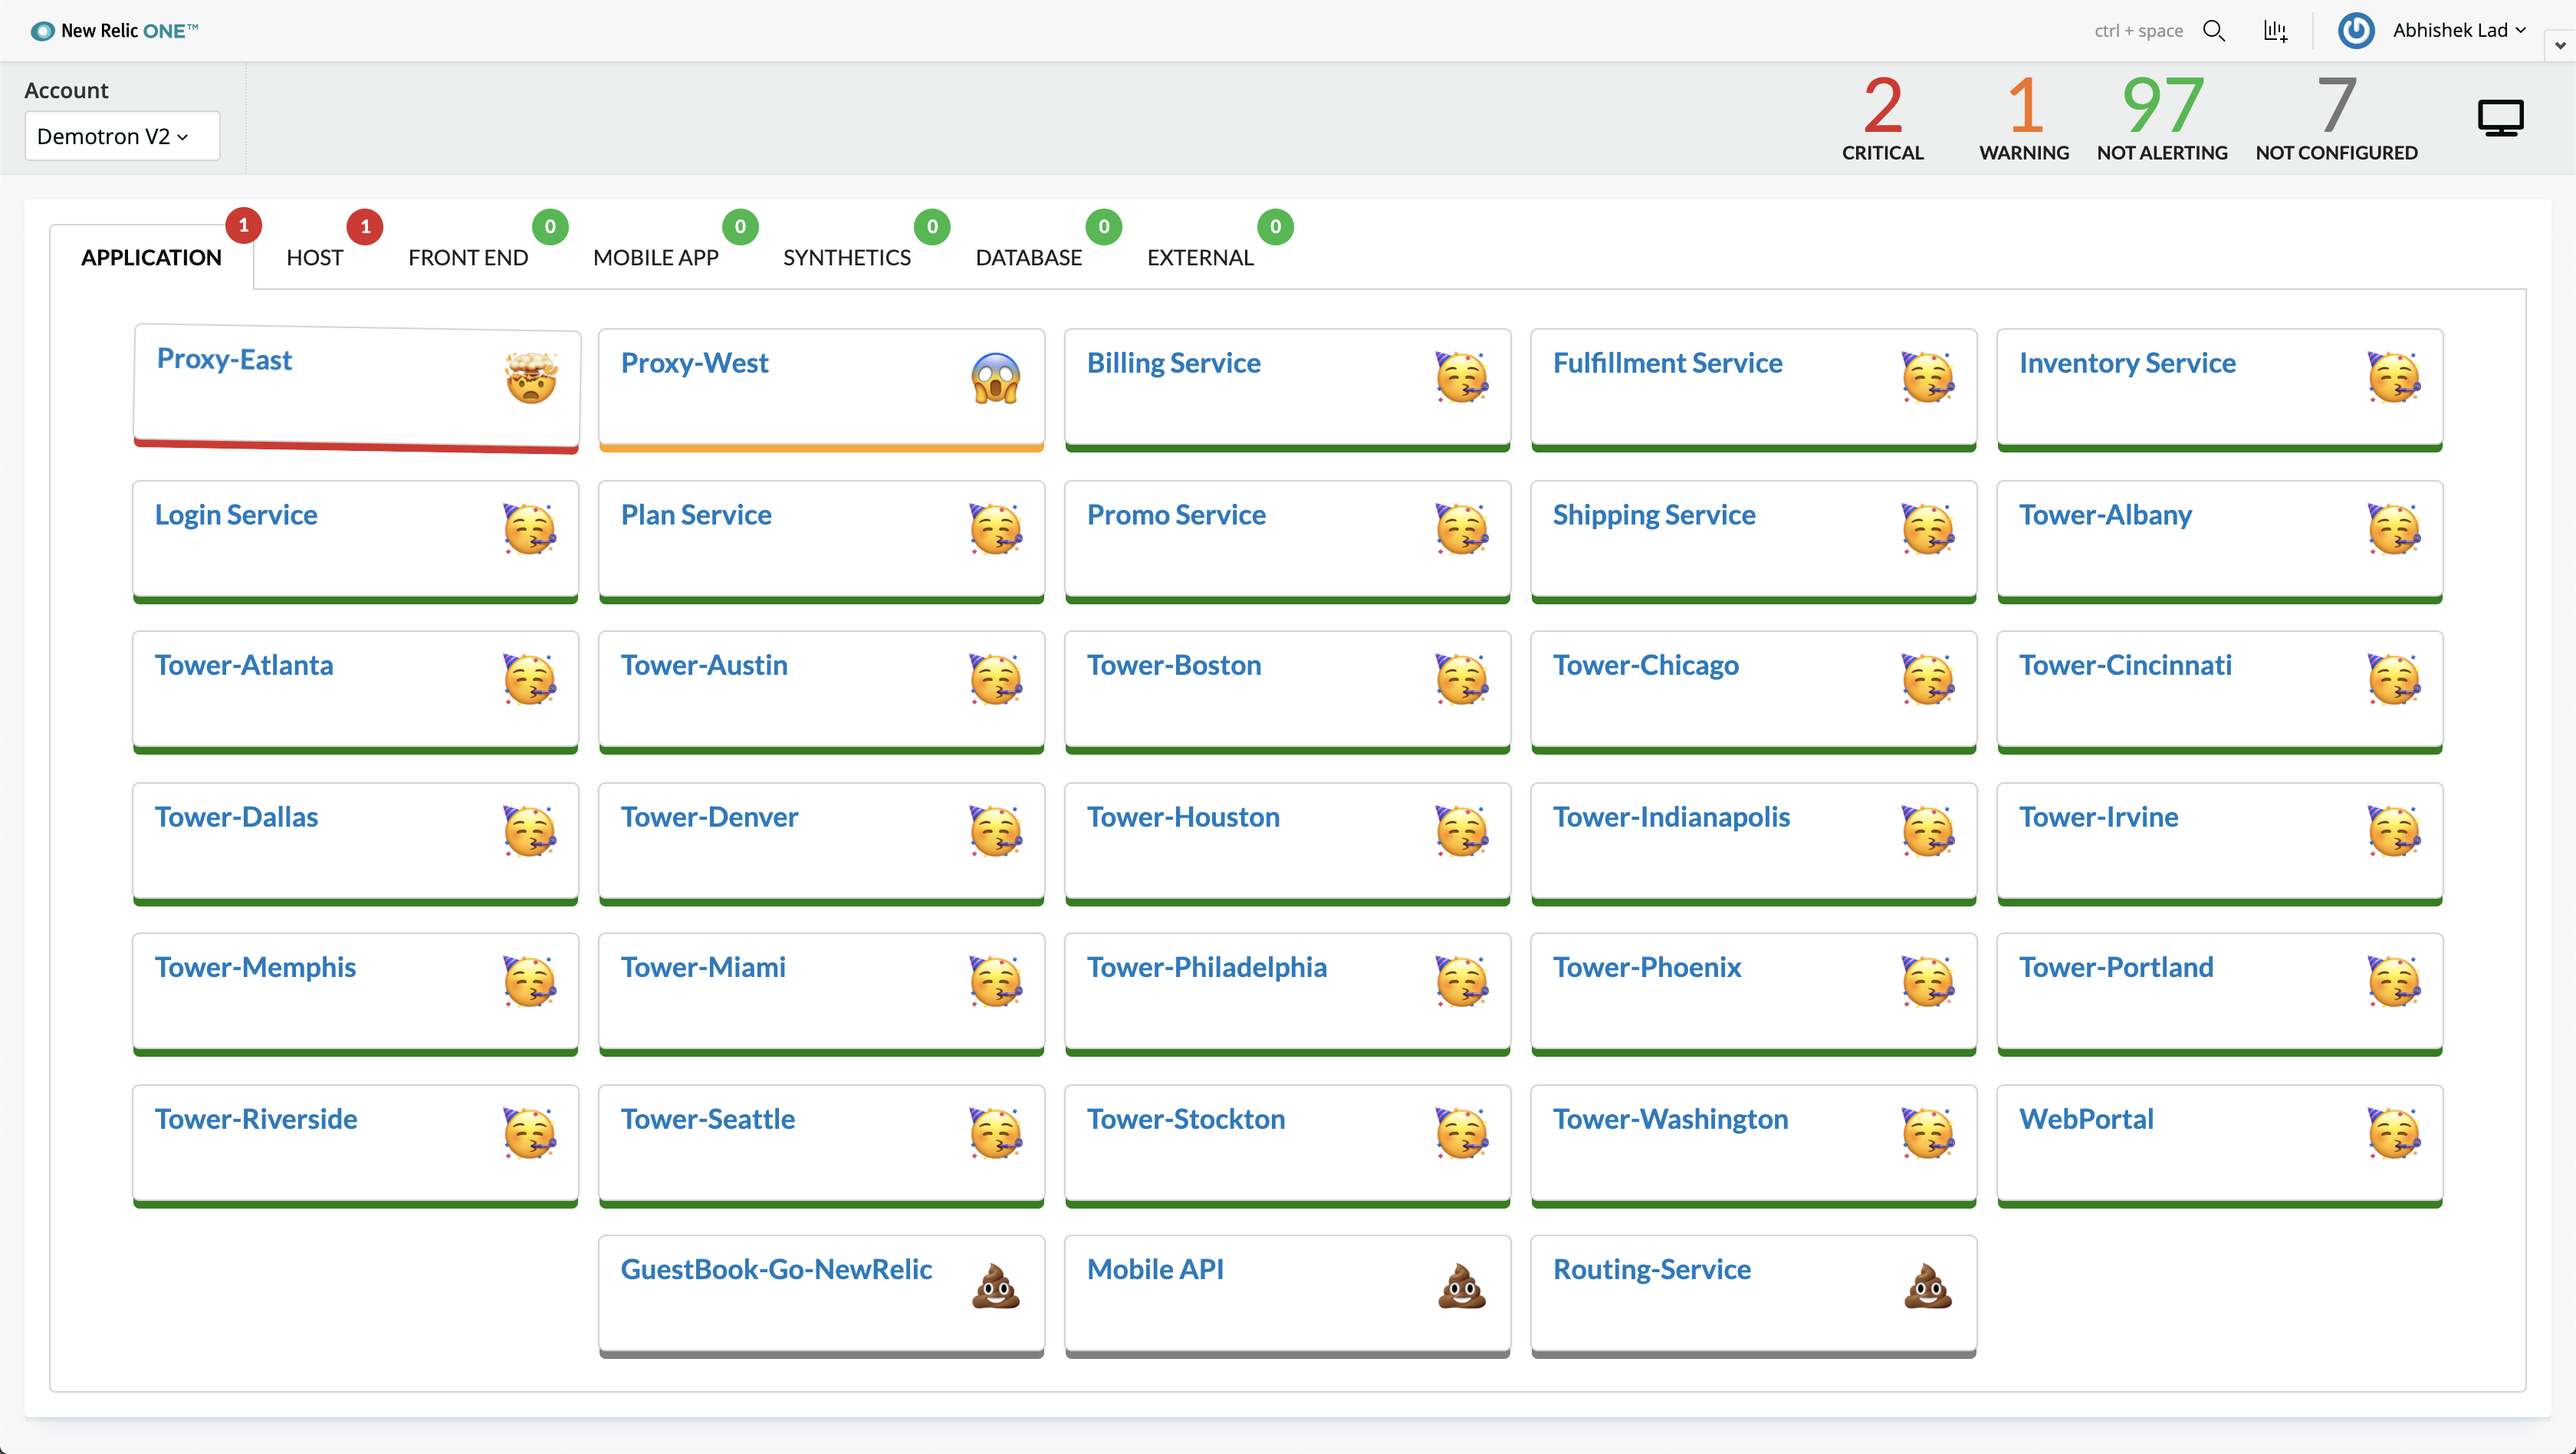 New Relic ONE™
ctrl + space
Abhishek Lad
Account
Demotron V2
2
CRITICAL
1
WARNING
97
NOT ALERTING
7
NOT CONFIGURED
APPLICATION 1
HOST 1
FRONT END 0
MOBILE APP 0
SYNTHETICS 0
DATABASE 0
EXTERNAL 0
Proxy-East
Proxy-West
Billing Service
Fulfillment Service
Inventory Service
Login Service
Plan Service
Promo Service
Shipping Service
Tower-Albany
Tower-Atlanta
Tower-Austin
Tower-Boston
Tower-Chicago
Tower-Cincinnati
Tower-Dallas
Tower-Denver
Tower-Houston
Tower-Indianapolis
Tower-Irvine
Tower-Memphis
Tower-Miami
Tower-Philadelphia
Tower-Phoenix
Tower-Portland
Tower-Riverside
Tower-Seattle
Tower-Stockton
Tower-Washington
WebPortal
GuestBook-Go-NewRelic
Mobile API
Routing-Service